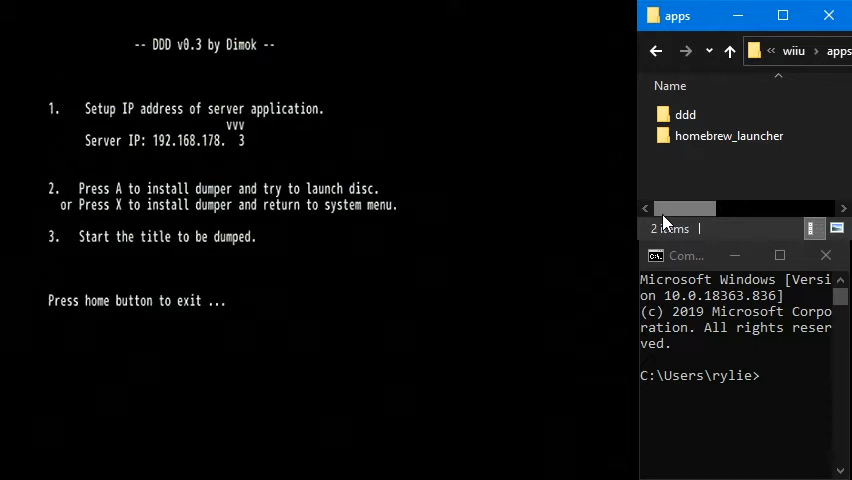 -- DDD v0.3 by Dimok --
1. Setup IP address of server application.
vvv
Server IP: 192.168.178. 3
2. Press A to install dumper and try to launch disc.
or Press X to install dumper and return to system menu.
3. Start the title to be dumped.
Press home button to exit ...
apps
« wiiu › apps
Name
ddd
homebrew_launcher
2 items
Com...
Microsoft Windows [Versi
on 10.0.18363.836]
(c) 2019 Microsoft Corpo
ration. All rights reser
ved.
C:\Users\rylie>